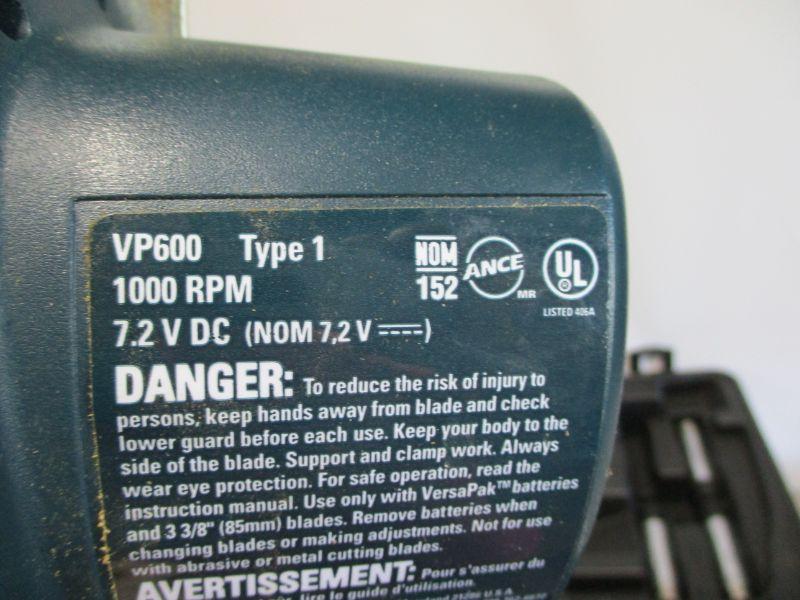 VP600 Type 1
NOM
152
ANCE
MR
UL
LISTED 406A
1000 RPM
7.2 V DC (NOM 7,2 V ⎓)
DANGER: To reduce the risk of injury to
persons, keep hands away from blade and check
lower guard before each use. Keep your body to the
side of the blade. Support and clamp work. Always
wear eye protection. For safe operation, read the
instruction manual. Use only with VersaPak™ batteries
and 3 3/8" (85mm) blades. Remove batteries when
changing blades or making adjustments. Not for use
with abrasive or metal cutting blades.
AVERTISSEMENT: Pour s'assurer du
lire le guide d'utilisation.
U.S.A.